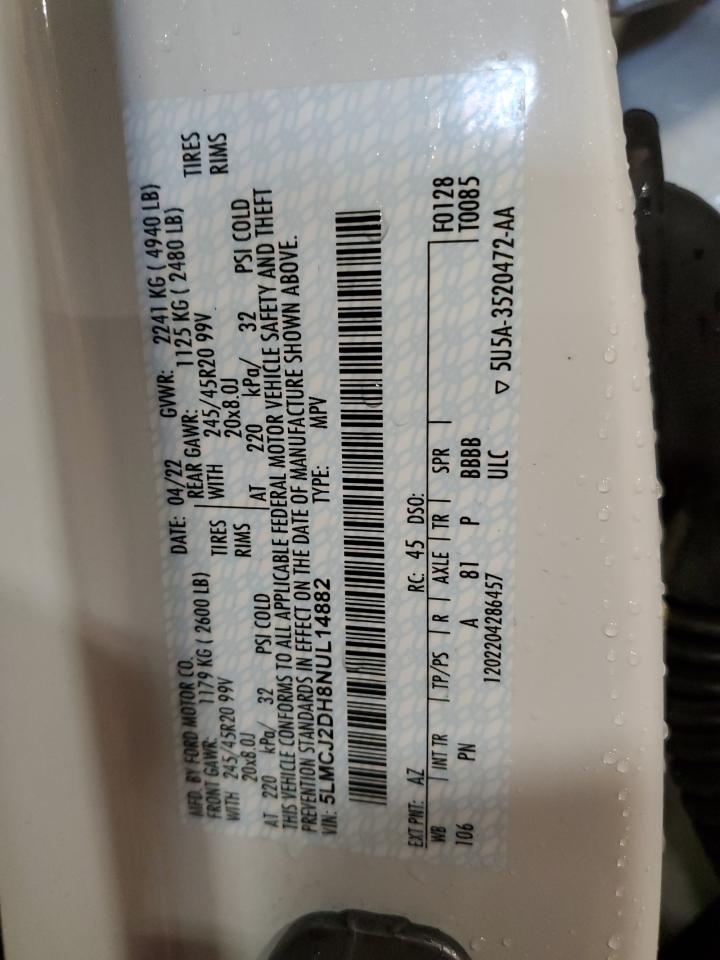 MFD. BY FORD MOTOR CO. DATE: 04/22 GVWR: 2241 KG ( 4940 LB)
FRONT GAWR: 1179 KG ( 2600 LB) REAR GAWR: 1125 KG ( 2480 LB)
WITH 245/45R20 99V TIRES WITH 245/45R20 99V TIRES
20x8.0J RIMS 20x8.0J RIMS
AT 220 kPa/ 32 PSI COLD AT 220 kPa/ 32 PSI COLD
THIS VEHICLE CONFORMS TO ALL APPLICABLE FEDERAL MOTOR VEHICLE SAFETY AND THEFT
PREVENTION STANDARDS IN EFFECT ON THE DATE OF MANUFACTURE SHOWN ABOVE.
VIN: 5LMCJ2DH8NUL14882 TYPE: MPV
EXT PNT: AZ RC: 45 DSO:
WB INT TR TP/PS R AXLE TR SPR F0128
106 PN A 81 P BBBB T0085
1202204286457 ULC
▽ 5U5A-3520472-AA